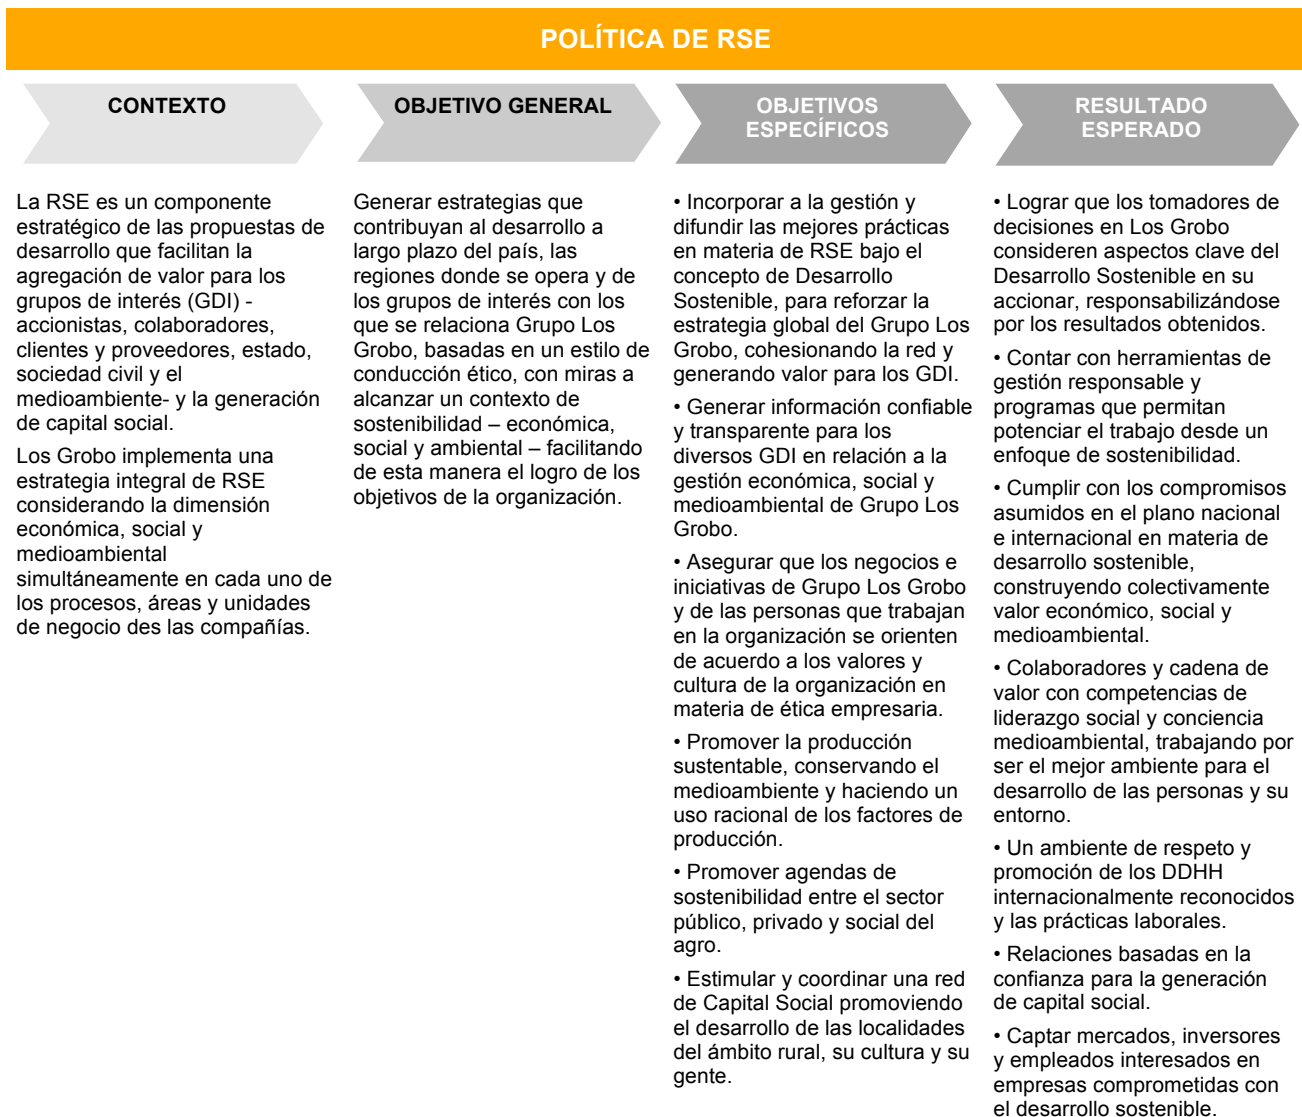 POLÍTICA DE RSE
CONTEXTO
La RSE es un componente
estratégico de las propuestas de
desarrollo que facilitan la
agregación de valor para los
grupos de interés (GDI) -
accionistas, colaboradores,
clientes y proveedores, estado,
sociedad civil y el
medioambiente- y la generación
de capital social.
Los Grobo implementa una
estrategia integral de RSE
considerando la dimensión
económica, social y
medioambiental
simultáneamente en cada uno de
los procesos, áreas y unidades
de negocio des las compañías.
OBJETIVO GENERAL
Generar estrategias que
contribuyan al desarrollo a
largo plazo del país, las
regiones donde se opera y de
los grupos de interés con los
que se relaciona Grupo Los
Grobo, basadas en un estilo de
conducción ético, con miras a
alcanzar un contexto de
sostenibilidad – económica,
social y ambiental – facilitando
de esta manera el logro de los
objetivos de la organización.
OBJETIVOS
ESPECÍFICOS
• Incorporar a la gestión y
difundir las mejores prácticas
en materia de RSE bajo el
concepto de Desarrollo
Sostenible, para reforzar la
estrategia global del Grupo Los
Grobo, cohesionando la red y
generando valor para los GDI.
• Generar información confiable
y transparente para los
diversos GDI en relación a la
gestión económica, social y
medioambiental de Grupo Los
Grobo.
• Asegurar que los negocios e
iniciativas de Grupo Los Grobo
y de las personas que trabajan
en la organización se orienten
de acuerdo a los valores y
cultura de la organización en
materia de ética empresaria.
• Promover la producción
sustentable, conservando el
medioambiente y haciendo un
uso racional de los factores de
producción.
• Promover agendas de
sostenibilidad entre el sector
público, privado y social del
agro.
• Estimular y coordinar una red
de Capital Social promoviendo
el desarrollo de las localidades
del ámbito rural, su cultura y su
gente.
RESULTADO
ESPERADO
• Lograr que los tomadores de
decisiones en Los Grobo
consideren aspectos clave del
Desarrollo Sostenible en su
accionar, responsabilizándose
por los resultados obtenidos.
• Contar con herramientas de
gestión responsable y
programas que permitan
potenciar el trabajo desde un
enfoque de sostenibilidad.
• Cumplir con los compromisos
asumidos en el plano nacional
e internacional en materia de
desarrollo sostenible,
construyendo colectivamente
valor económico, social y
medioambiental.
• Colaboradores y cadena de
valor con competencias de
liderazgo social y conciencia
medioambiental, trabajando por
ser el mejor ambiente para el
desarrollo de las personas y su
entorno.
• Un ambiente de respeto y
promoción de los DDHH
internacionalmente reconocidos
y las prácticas laborales.
• Relaciones basadas en la
confianza para la generación
de capital social.
• Captar mercados, inversores
y empleados interesados en
empresas comprometidas con
el desarrollo sostenible.